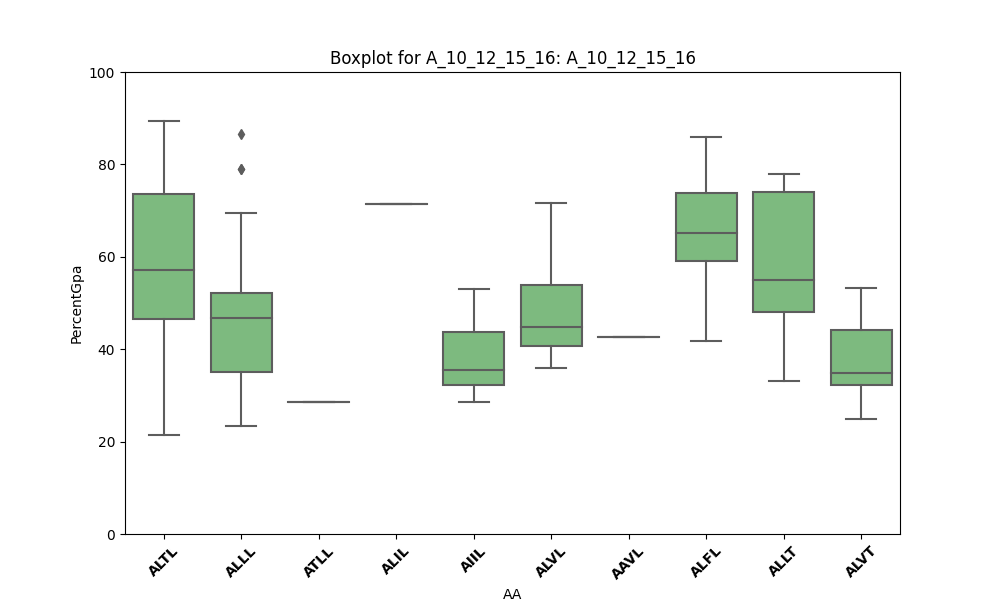 Boxplot for A_10_12_15_16: A_10_12_15_16
100
80
60
40
20
0
PercentGpa
ALTL
ALLL
ATLL
ALIL
AIIL
ALVL
AAVL
ALFL
ALLT
ALVT
AA